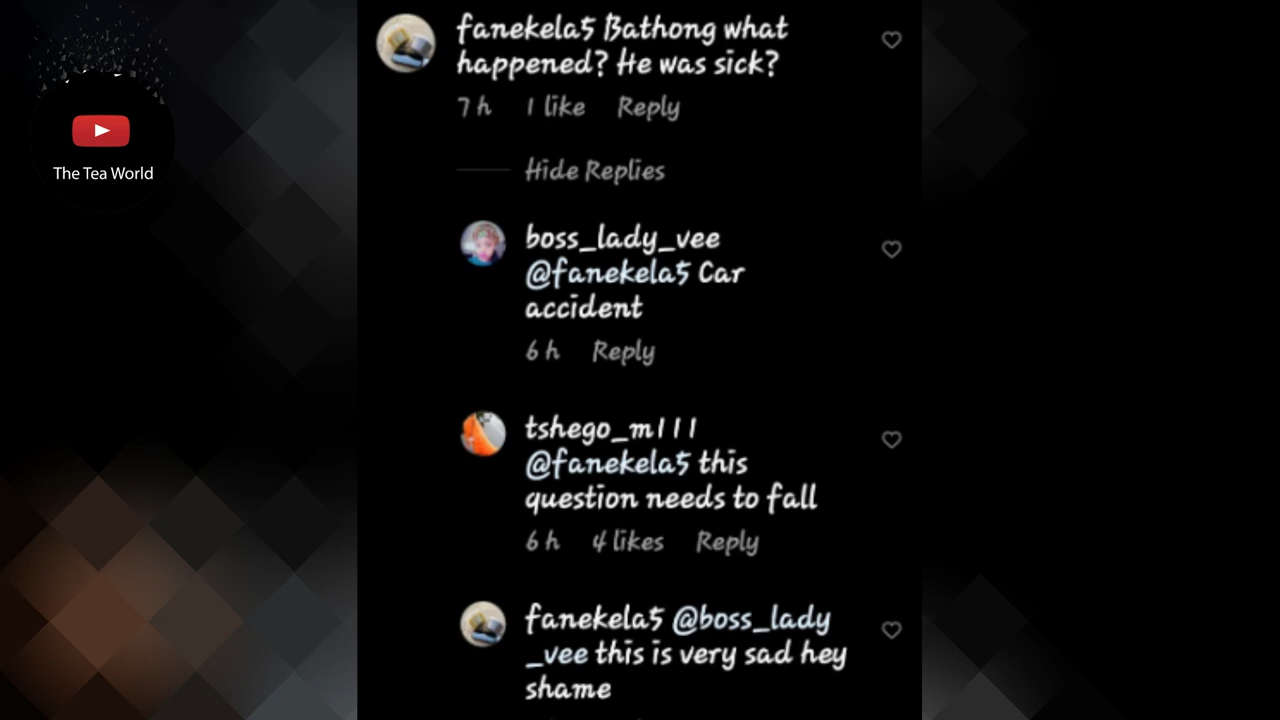 The Tea World
fanekela5 Bathong what
happened? He was sick?
7 h 1 like Reply
Hide Replies
boss_lady_vee
@fanekela5 Car
accident
6 h Reply
tshego_m111
@fanekela5 this
question needs to fall
6 h 4 likes Reply
fanekela5 @boss_lady
_vee this is very sad hey
shame